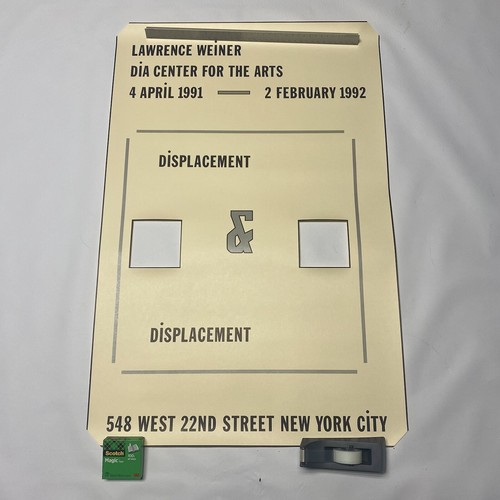 LAWRENCE WEiNER
DiA CENTER FOR THE ARTS
4 APRiL 1991 — 2 FEBRUARY 1992
DiSPLACEMENT
&
DiSPLACEMENT
548 WEST 22ND STREET NEW YORK CiTY
Scotch
Magic